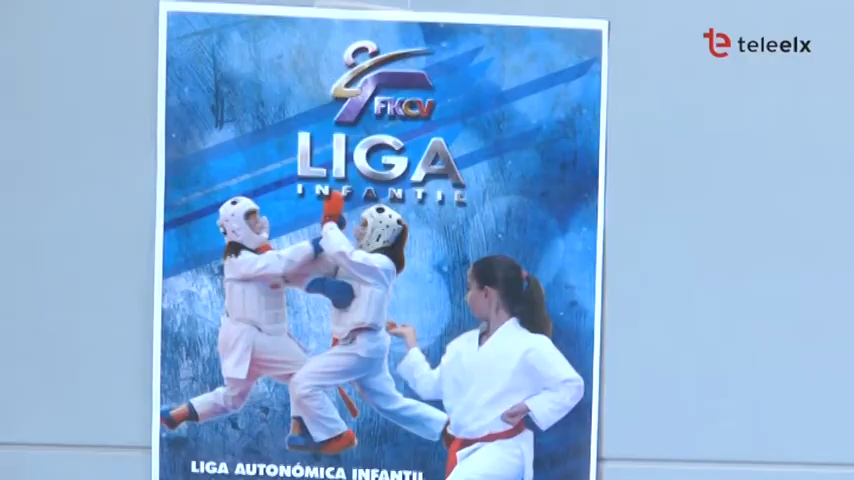 teleelx
FKCV
LIGA
INFANTIL
LIGA AUTONÓMICA INFANTIL